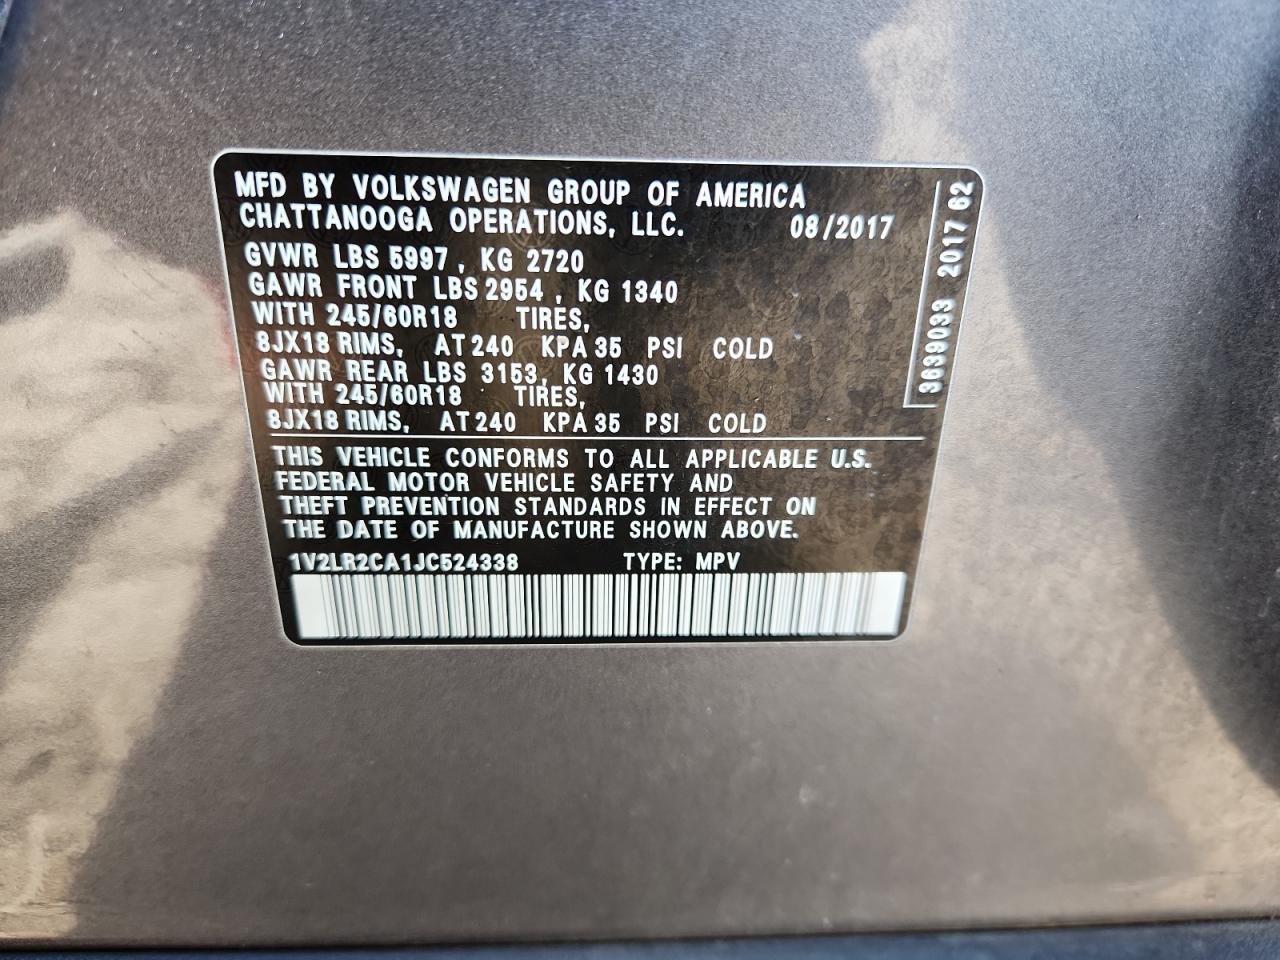 MFD BY VOLKSWAGEN GROUP OF AMERICA
CHATTANOOGA OPERATIONS, LLC. 08/2017
GVWR LBS 5997, KG 2720
GAWR FRONT LBS 2954, KG 1340
WITH 245/60R18 TIRES,
8JX18 RIMS, AT 240 KPA 35 PSI COLD
GAWR REAR LBS 3153, KG 1430
WITH 245/60R18 TIRES,
8JX18 RIMS, AT 240 KPA 35 PSI COLD
THIS VEHICLE CONFORMS TO ALL APPLICABLE U.S.
FEDERAL MOTOR VEHICLE SAFETY AND
THEFT PREVENTION STANDARDS IN EFFECT ON
THE DATE OF MANUFACTURE SHOWN ABOVE.
1V2LR2CA1JC524338 TYPE: MPV
3639033 2017 62